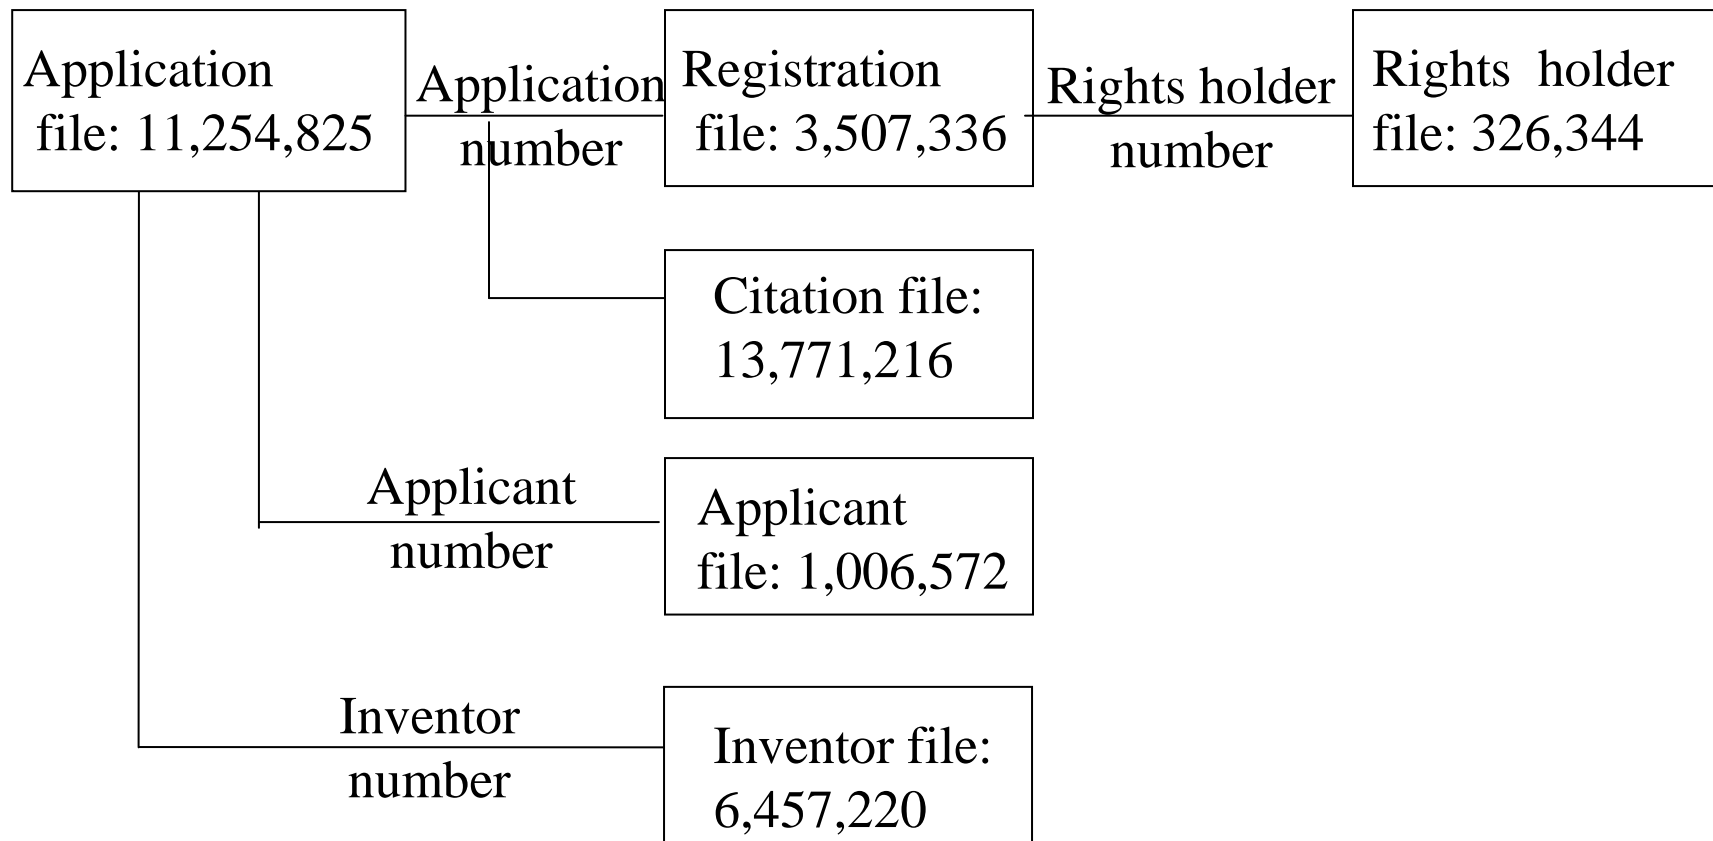 Application
file: 11,254,825
Application
number
Registration
file: 3,507,336
Rights holder
number
Rights holder
file: 326,344
Citation file:
13,771,216
Applicant
number
Applicant
file: 1,006,572
Inventor
number
Inventor file:
6,457,220